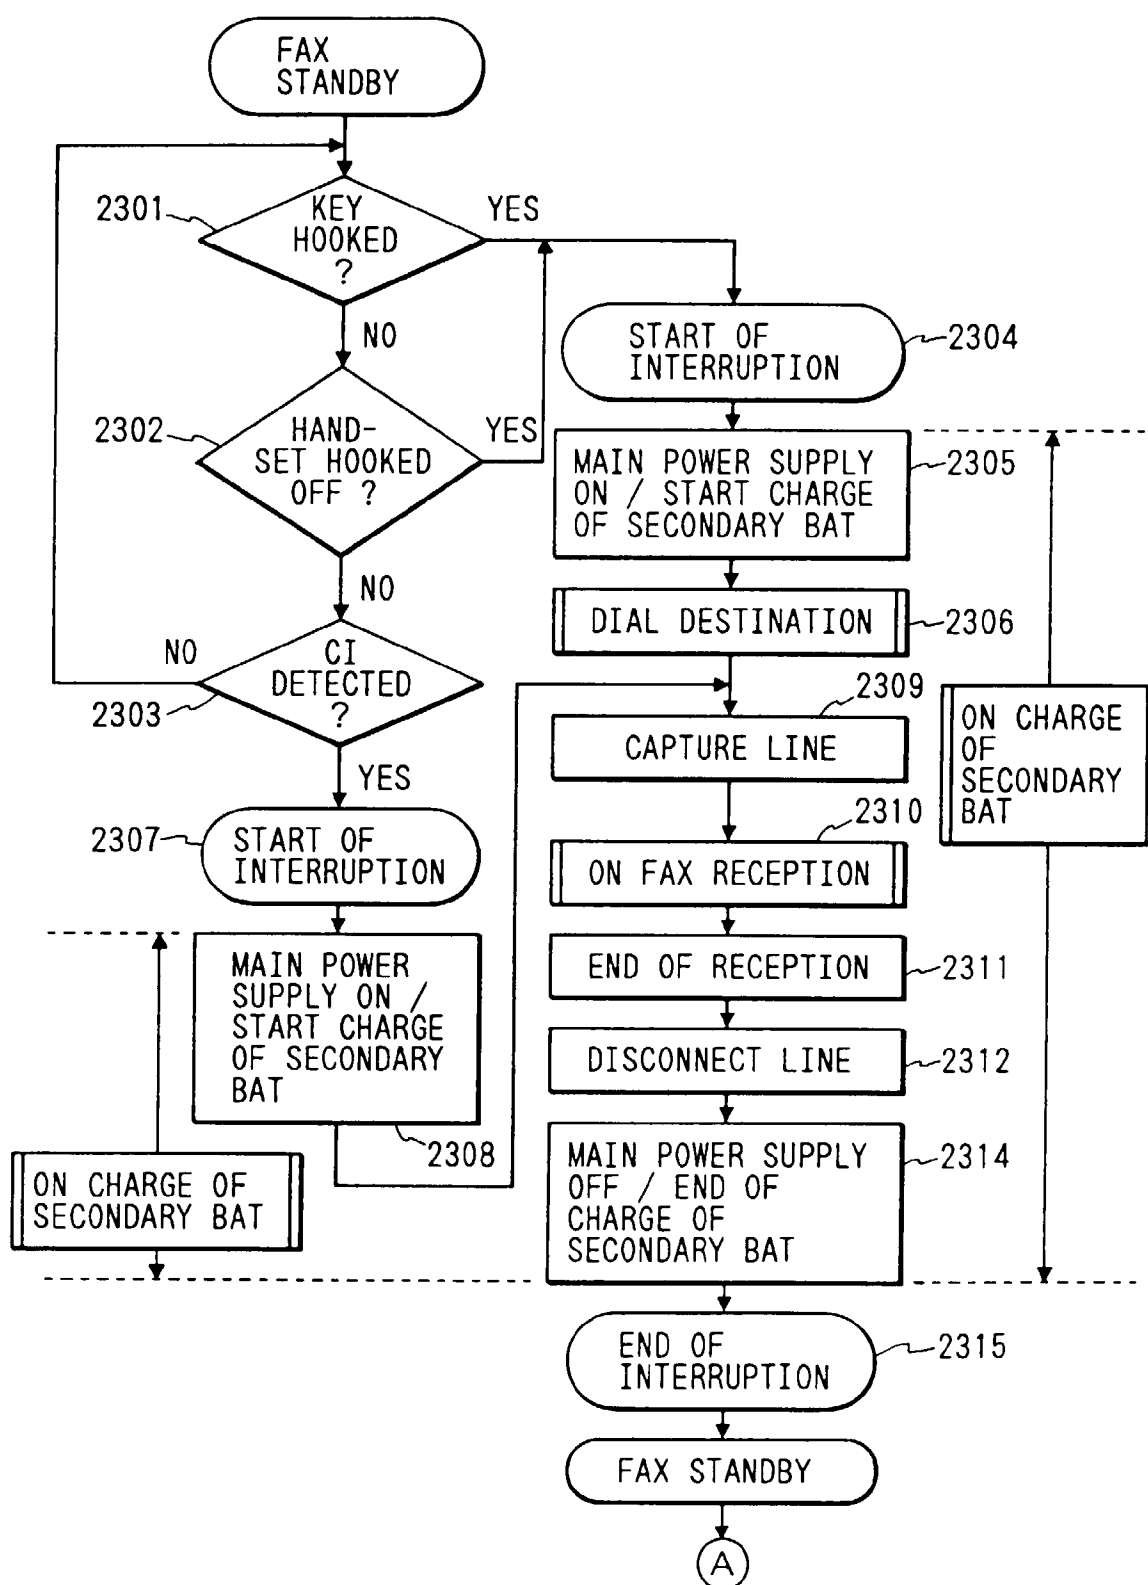 FAX
STANDBY
2301
KEY
HOOKED
?
YES
NO
2302
HAND-
SET HOOKED
OFF ?
YES
NO
2303
CI
DETECTED
?
NO
YES
2307
START OF
INTERRUPTION
MAIN POWER
SUPPLY ON /
START CHARGE
OF SECONDARY
BAT
2308
ON CHARGE OF
SECONDARY BAT
START OF
INTERRUPTION
2304
MAIN POWER SUPPLY
ON / START CHARGE
OF SECONDARY BAT
2305
DIAL DESTINATION
2306
2309
CAPTURE LINE
2310
ON FAX RECEPTION
END OF RECEPTION
2311
DISCONNECT LINE
2312
MAIN POWER SUPPLY
OFF / END OF
CHARGE OF
SECONDARY BAT
2314
ON CHARGE
OF
SECONDARY
BAT
END OF
INTERRUPTION
2315
FAX STANDBY
A